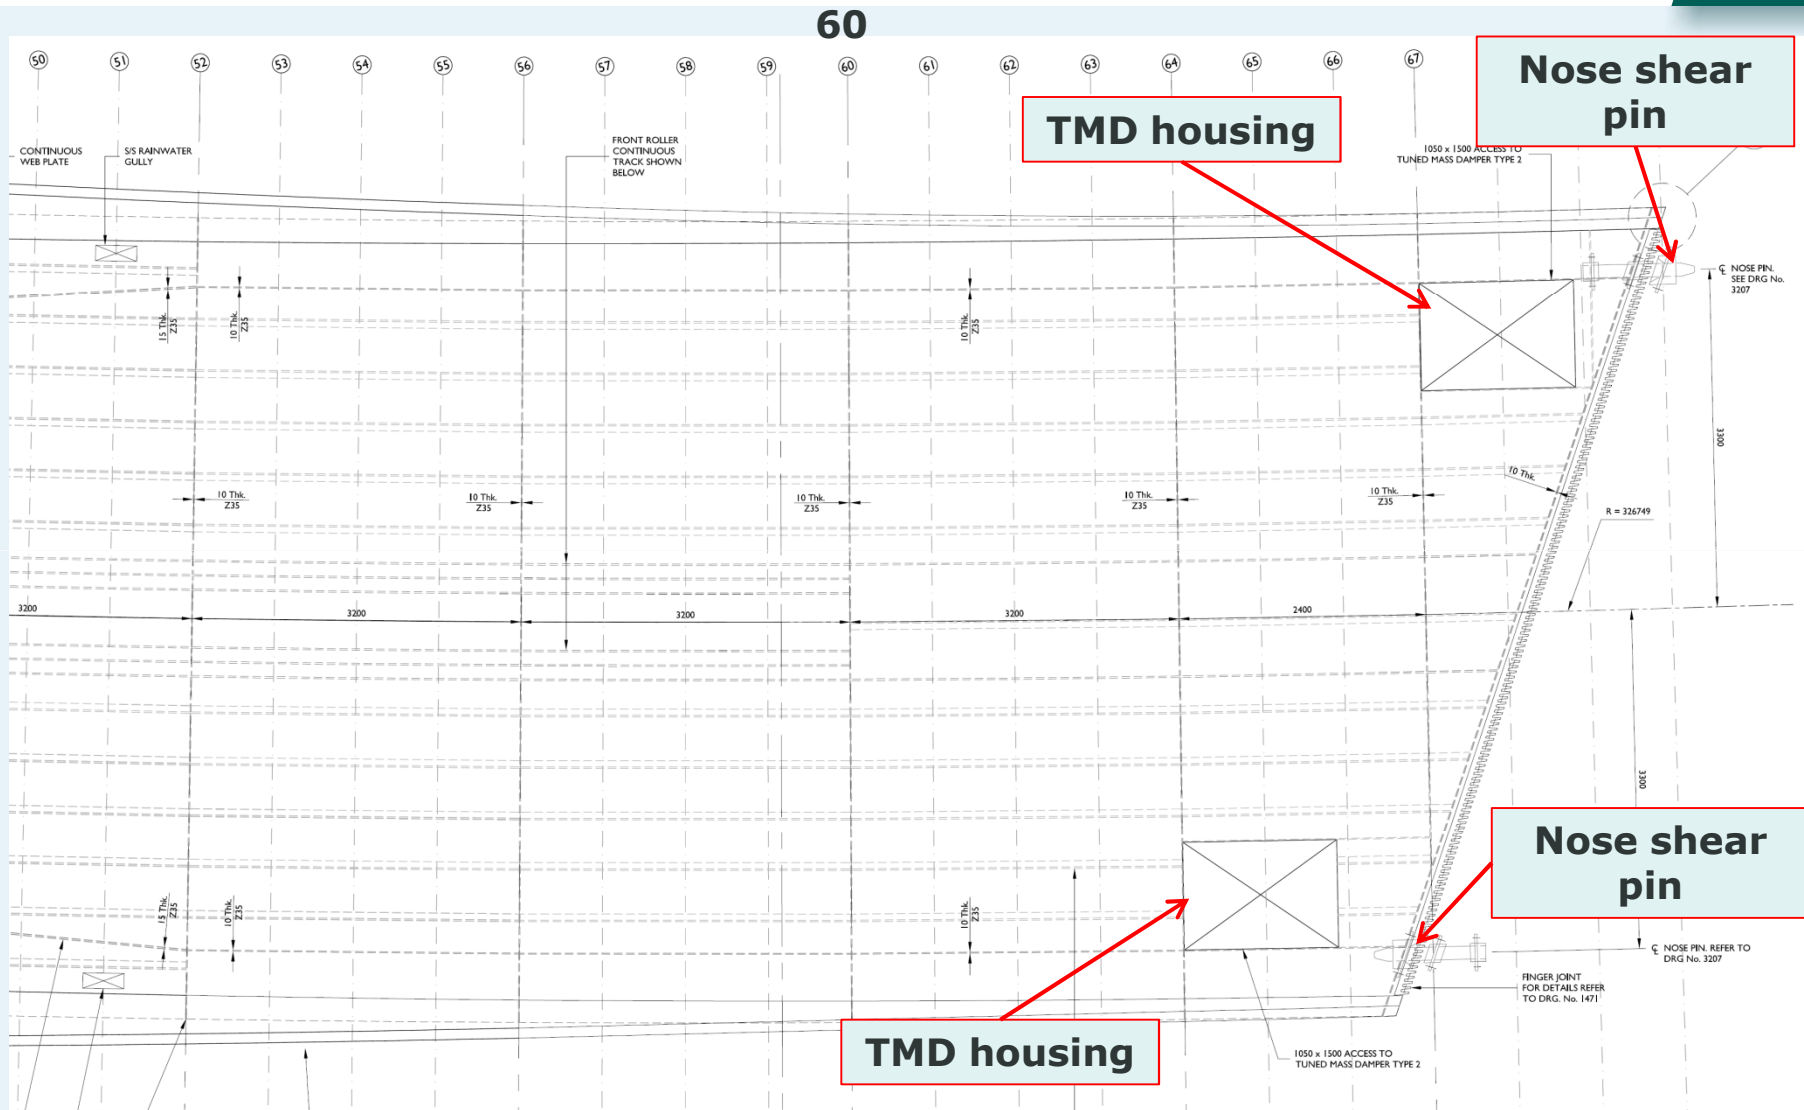 60
50 51 52 53 54 55 56 57 58 59 60 61 62 63 64 65 66 67
Nose shear
pin
TMD housing
CONTINUOUS
WEB PLATE
S/S RAINWATER
GULLY
FRONT ROLLER
CONTINUOUS
TRACK SHOWN
BELOW
1050 x 1500 ACCESS TO
TUNED MASS DAMPER TYPE 2
℄ NOSE PIN.
SEE DRG No.
3207
15 Thk.
Z35
10 Thk.
Z35
10 Thk.
Z35
3300
10 Thk.
Z35
10 Thk.
Z35
10 Thk.
Z35
10 Thk.
Z35
10 Thk.
Z35
10 Thk.
R = 326749
3200
3200
3200
3200
2400
3300
Nose shear
pin
15 Thk.
Z35
10 Thk.
Z35
10 Thk.
Z35
℄ NOSE PIN. REFER TO
DRG No. 3207
FINGER JOINT
FOR DETAILS REFER
TO DRG. No. 1471
TMD housing
1050 x 1500 ACCESS TO
TUNED MASS DAMPER TYPE 2